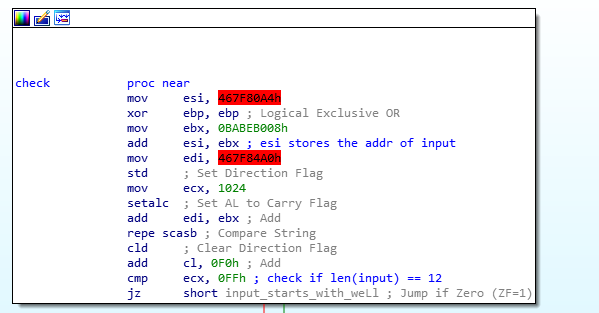 check proc near
mov esi, 467F80A4h
xor ebp, ebp ; Logical Exclusive OR
mov ebx, 0BABEB008h
add esi, ebx ; esi stores the addr of input
mov edi, 467F84A0h
std ; Set Direction Flag
mov ecx, 1024
setalc ; Set AL to Carry Flag
add edi, ebx ; Add
repe scasb ; Compare String
cld ; Clear Direction Flag
add cl, 0F0h ; Add
cmp ecx, 0FFh ; check if len(input) == 12
jz short input_starts_with_weLl ; Jump if Zero (ZF=1)